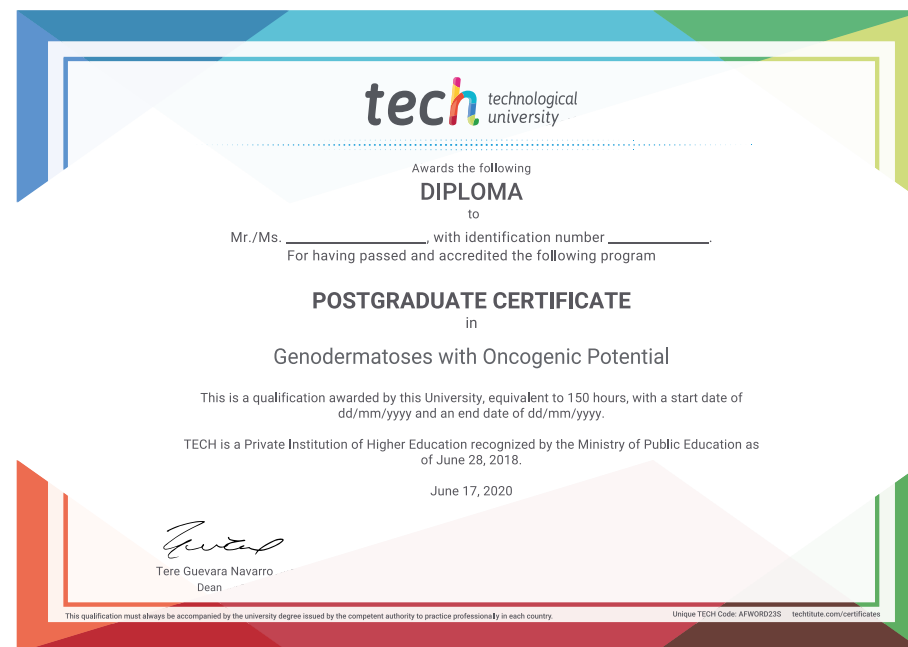 tech technological
university
Awards the following
DIPLOMA
to
Mr./Ms. ____________, with identification number ____________.
For having passed and accredited the following program
POSTGRADUATE CERTIFICATE
in
Genodermatoses with Oncogenic Potential
This is a qualification awarded by this University, equivalent to 150 hours, with a start date of
dd/mm/yyyy and an end date of dd/mm/yyyy.
TECH is a Private Institution of Higher Education recognized by the Ministry of Public Education as
of June 28, 2018.
June 17, 2020
Tere Guevara Navarro
Dean
This qualification must always be accompanied by the university degree issued by the competent authority to practice professionally in each country.
Unique TECH Code: AFWORD23S techtitute.com/certificates